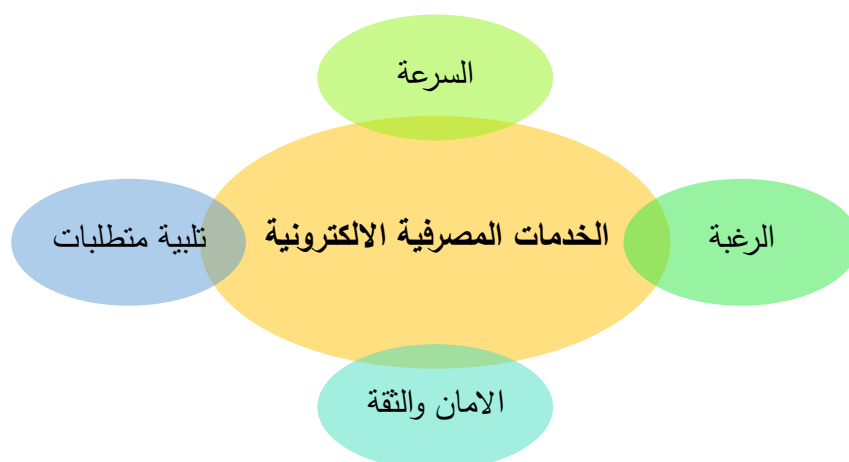 السرعة
الرغبة
الخدمات المصرفية الالكترونية
تلبية متطلبات
الامان والثقة